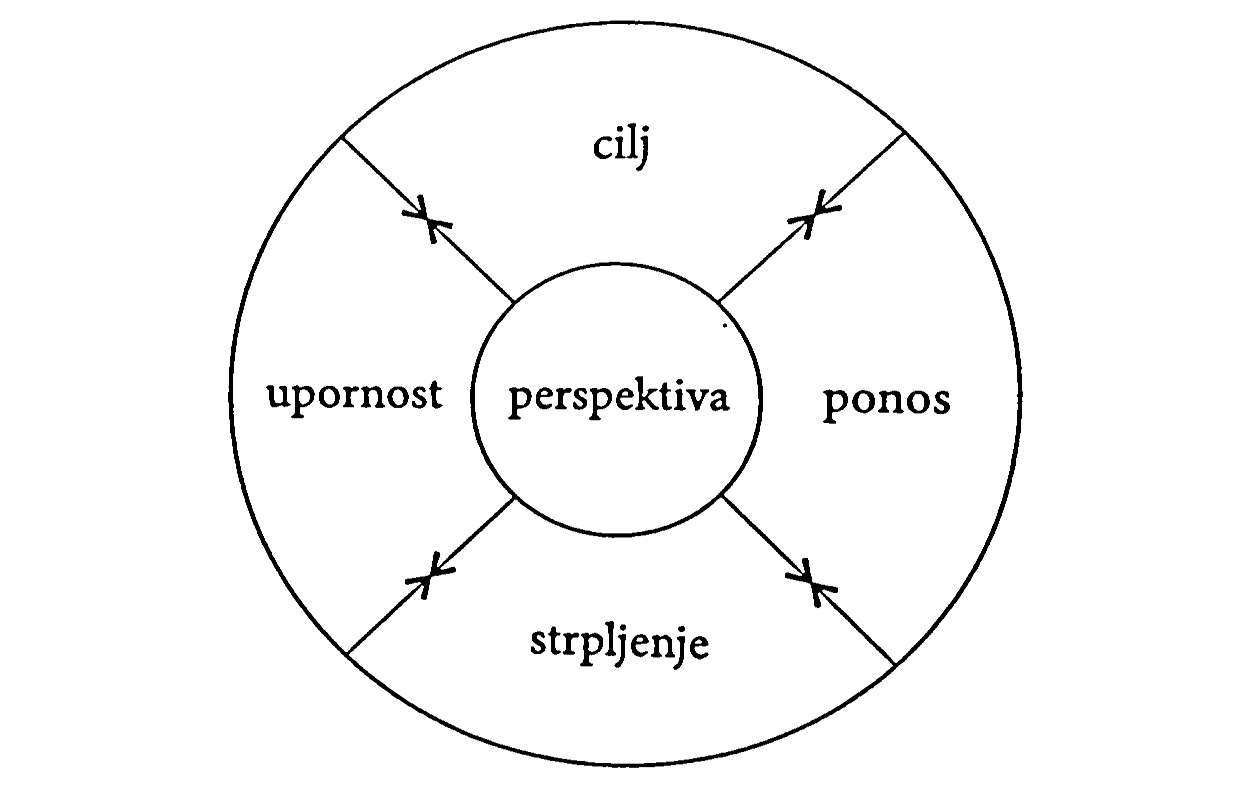 cilj
upornost
perspektiva
ponos
strpljenje